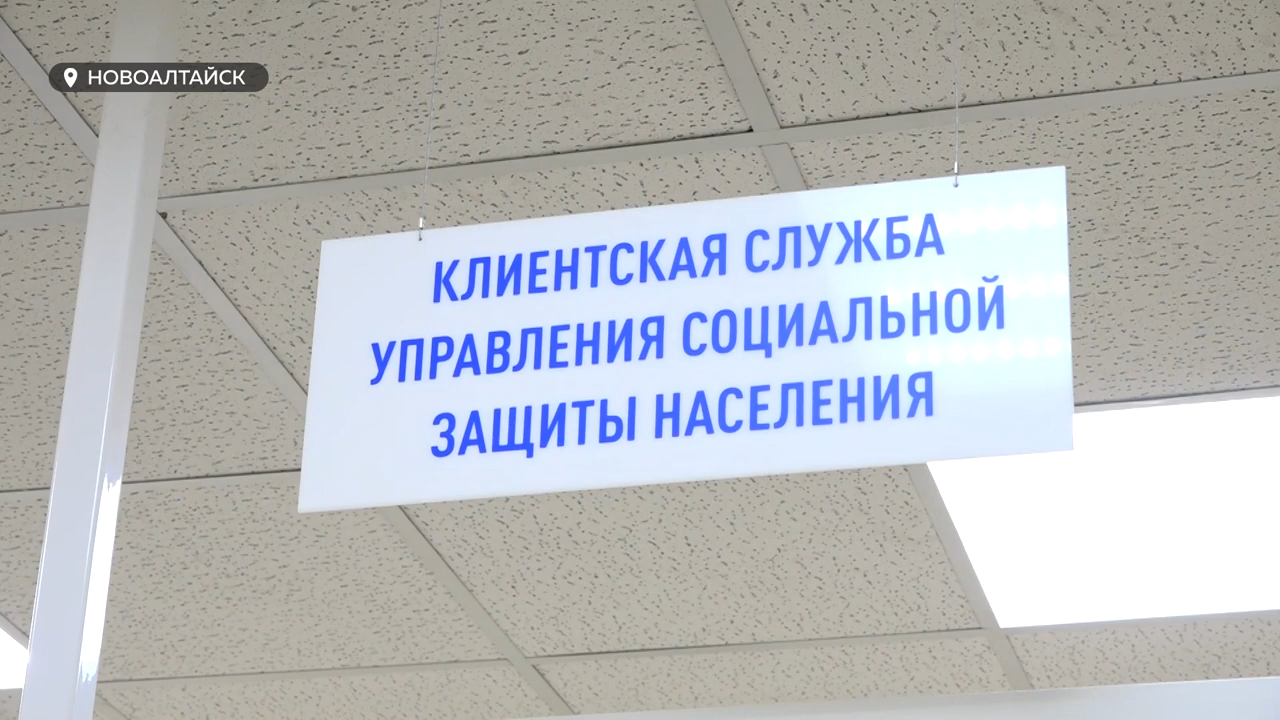 НОВОАЛТАЙСК
КЛИЕНТСКАЯ СЛУЖБА
УПРАВЛЕНИЯ СОЦИАЛЬНОЙ
ЗАЩИТЫ НАСЕЛЕНИЯ